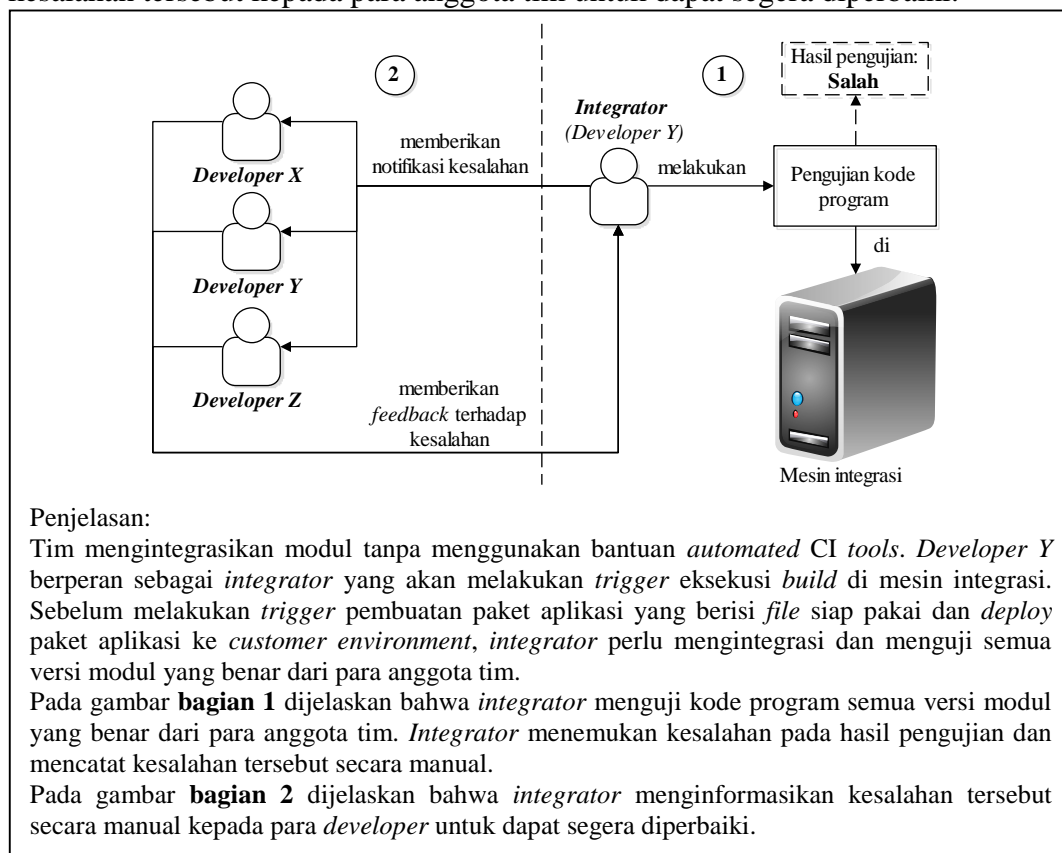 kesalahan tersebut kepada para anggota tim untuk dapat segera diperbaiki.
2
1
Hasil pengujian:
Salah
Integrator
(Developer Y)
memberikan
notifikasi kesalahan
melakukan
Pengujian kode
program
di
Developer X
Developer Y
Developer Z
memberikan
feedback terhadap
kesalahan
Mesin integrasi
Penjelasan:
Tim mengintegrasikan modul tanpa menggunakan bantuan automated CI tools. Developer Y
berperan sebagai integrator yang akan melakukan trigger eksekusi build di mesin integrasi.
Sebelum melakukan trigger pembuatan paket aplikasi yang berisi file siap pakai dan deploy
paket aplikasi ke customer environment, integrator perlu mengintegrasi dan menguji semua
versi modul yang benar dari para anggota tim.
Pada gambar bagian 1 dijelaskan bahwa integrator menguji kode program semua versi modul
yang benar dari para anggota tim. Integrator menemukan kesalahan pada hasil pengujian dan
mencatat kesalahan tersebut secara manual.
Pada gambar bagian 2 dijelaskan bahwa integrator menginformasikan kesalahan tersebut
secara manual kepada para developer untuk dapat segera diperbaiki.